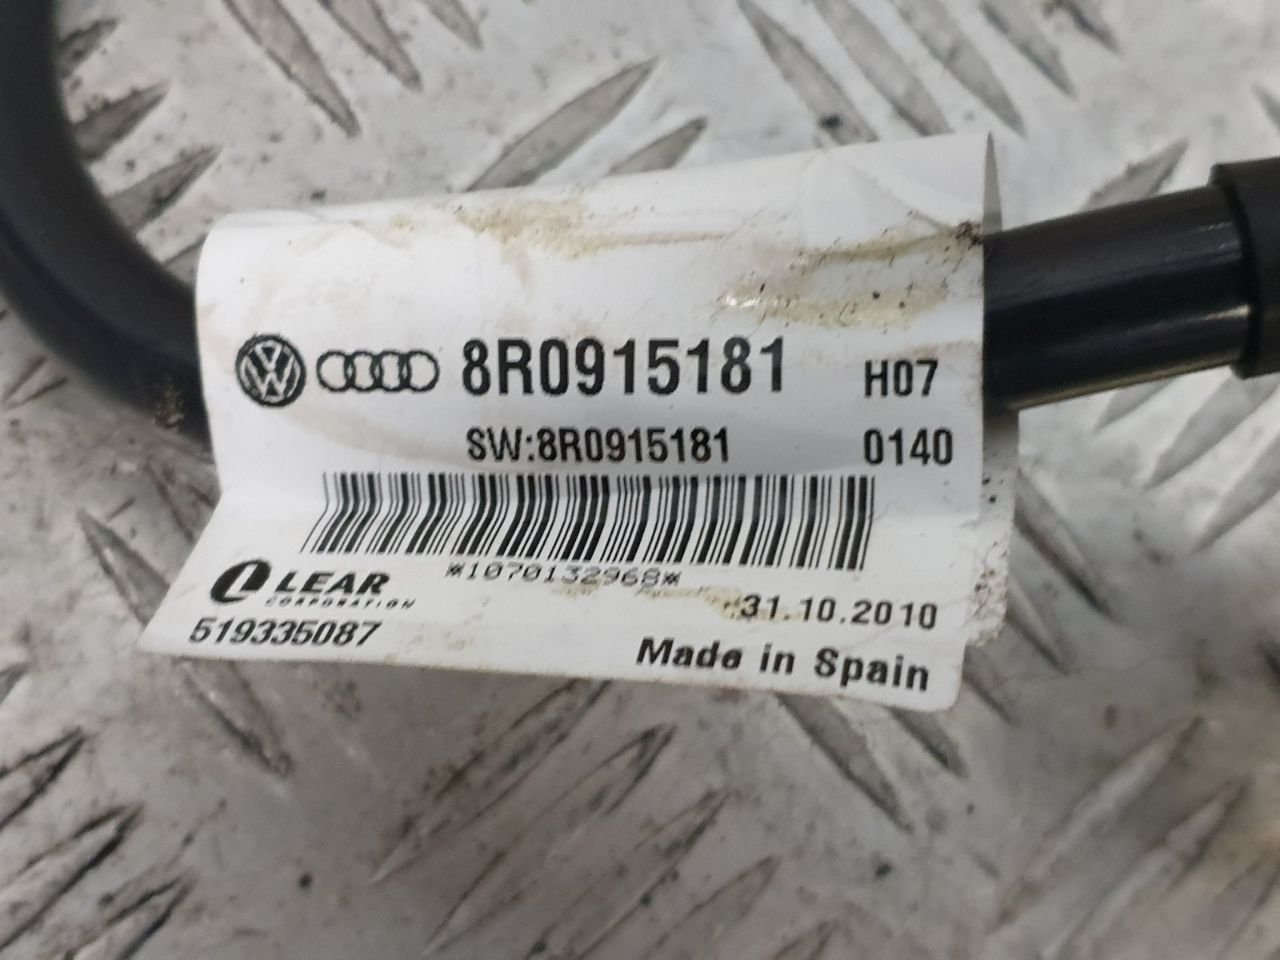 8R0915181 H07
SW:8R0915181 0140
*1070132968*
LEAR
CORPORATION
31.10.2010
519335087
Made in Spain